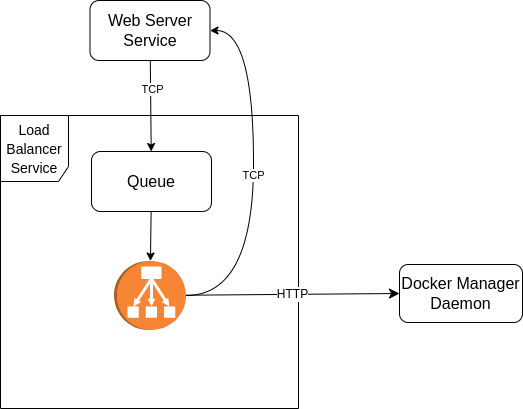 Web Server
Service
TCP
Load
Balancer
Service
Queue
TCP
HTTP
Docker Manager
Daemon